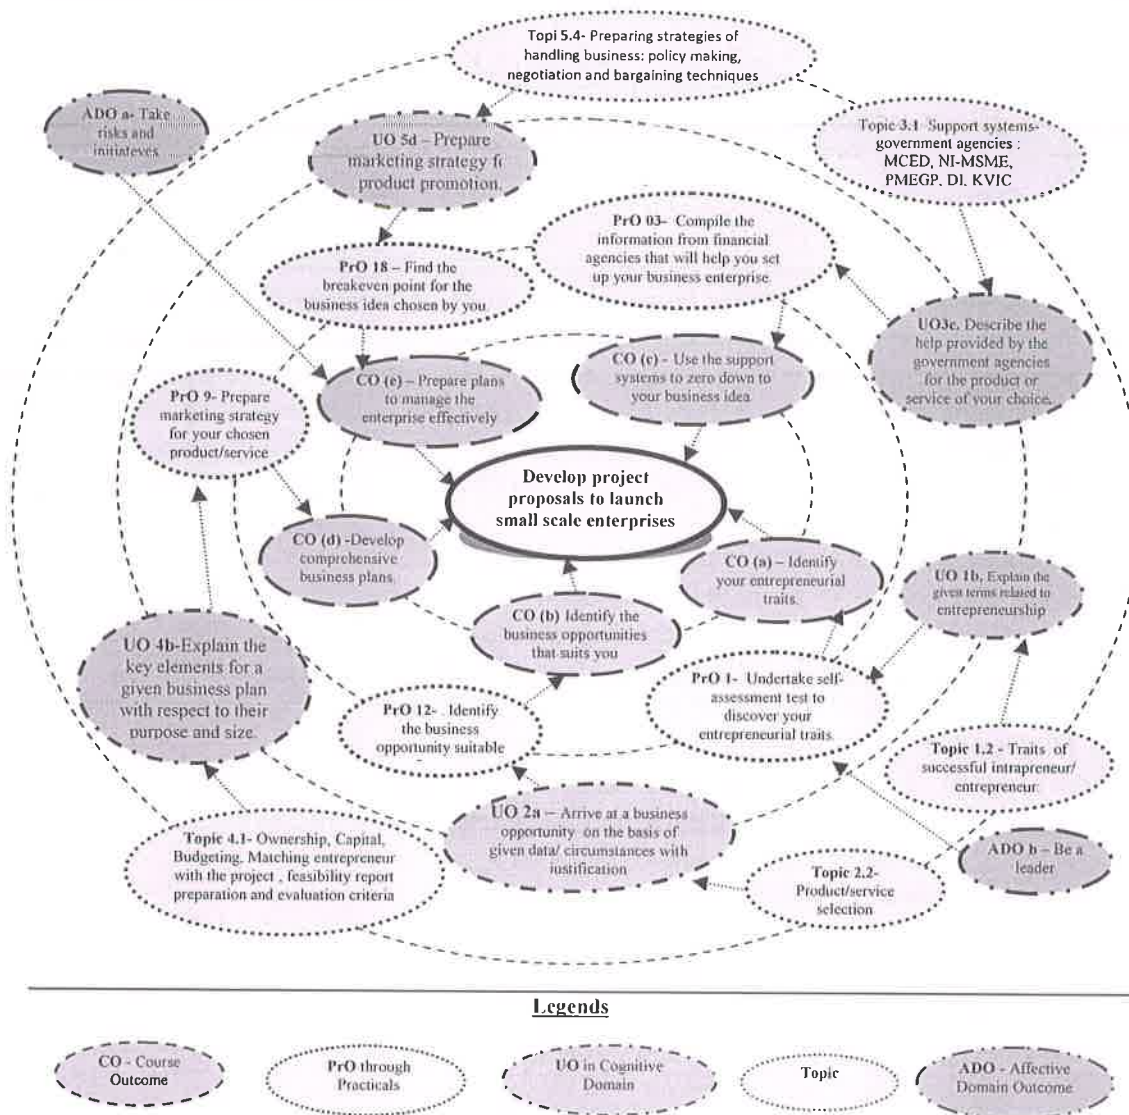 Topi 5.4- Preparing strategies of
handling business: policy making,
negotiation and bargaining techniques
ADO a- Take
risks and
initiateves
UO 5d – Prepare
marketing strategy fo
product promotion.
Topic 3.1 Support systems-
government agencies :
MCED, NI-MSME,
PMEGP, DI, KVIC
PrO 03- Compile the
information from financial
agencies that will help you set
up your business enterprise.
PrO 18 – Find the
breakeven point for the
business idea chosen by you
UO3c. Describe the
help provided by the
government agencies
for the product or
service of your choice.
CO (c) - Use the support
systems to zero down to
your business idea
CO (e) – Prepare plans
to manage the
enterprise effectively
PrO 9- Prepare
marketing strategy
for your chosen
product/service
Develop project
proposals to launch
small scale enterprises
CO (d) -Develop
comprehensive
business plans.
CO (a) – Identify
your entrepreneurial
traits.
UO 1b, Explain the
given terms related to
entrepreneurship
CO (b) Identify the
business opportunities
that suits you
UO 4b-Explain the
key elements for a
given business plan
with respect to their
purpose and size.
PrO 1- Undertake self-
assessment test to
discover your
entrepreneurial traits.
PrO 12- . Identify
the business
opportunity suitable
Topic 1.2 - Traits of
successful intrapreneur/
entrepreneur.
UO 2a – Arrive at a business
opportunity on the basis of
given data/ circumstances with
justification
Topic 4.1- Ownership, Capital,
Budgeting, Matching entrepreneur
with the project , feasibility report
preparation and evaluation criteria
ADO b – Be a
leader
Topic 2.2-
Product/service
selection
Legends
CO - Course
Outcome
PrO through
Practicals
UO in Cognitive
Domain
Topic
ADO - Affective
Domain Outcome